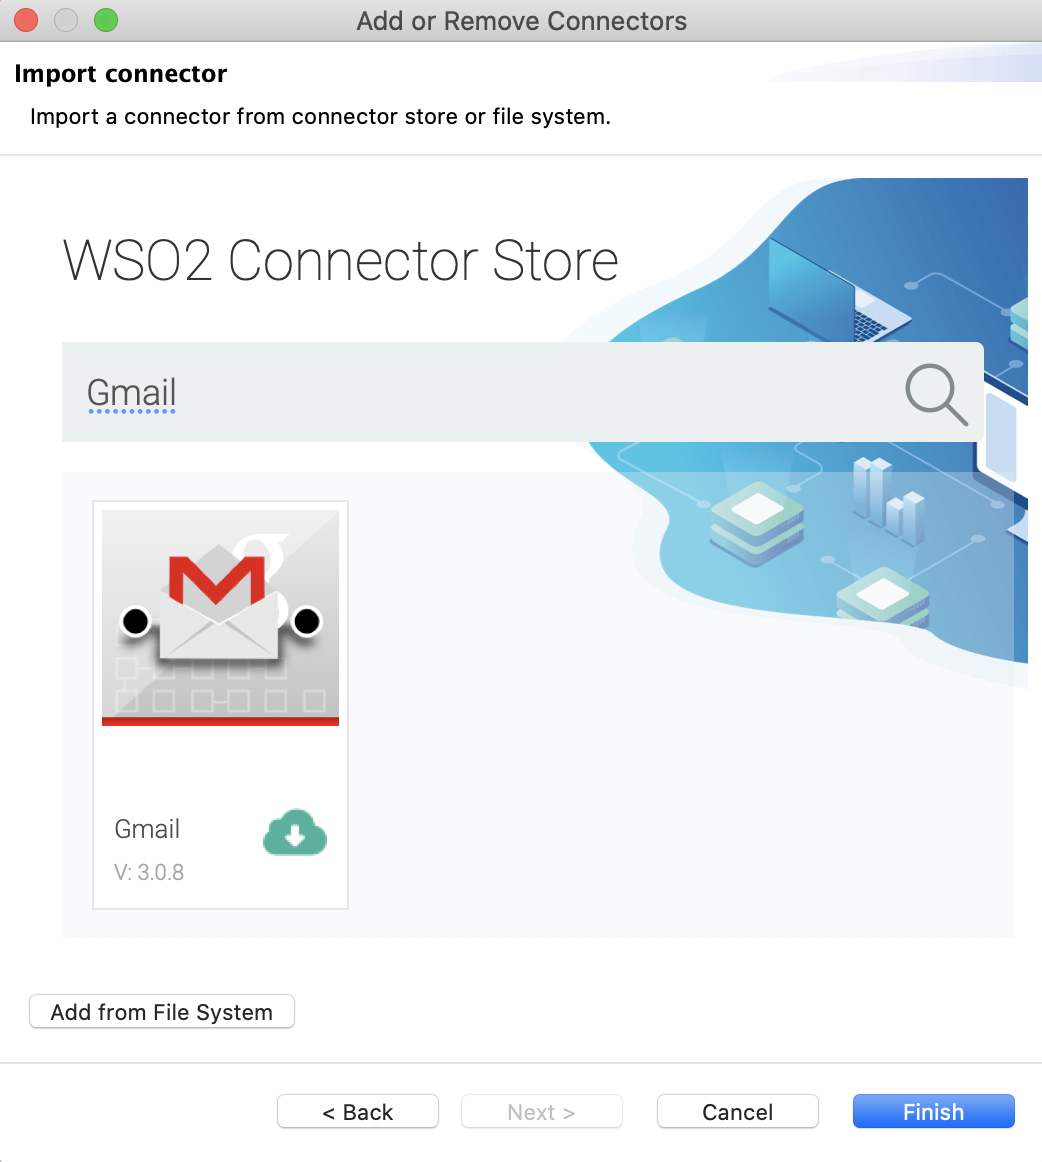 Add or Remove Connectors
Import connector
Import a connector from connector store or file system.
WSO2 Connector Store
Gmail
Gmail
V: 3.0.8
Add from File System
< Back
Next >
Cancel
Finish